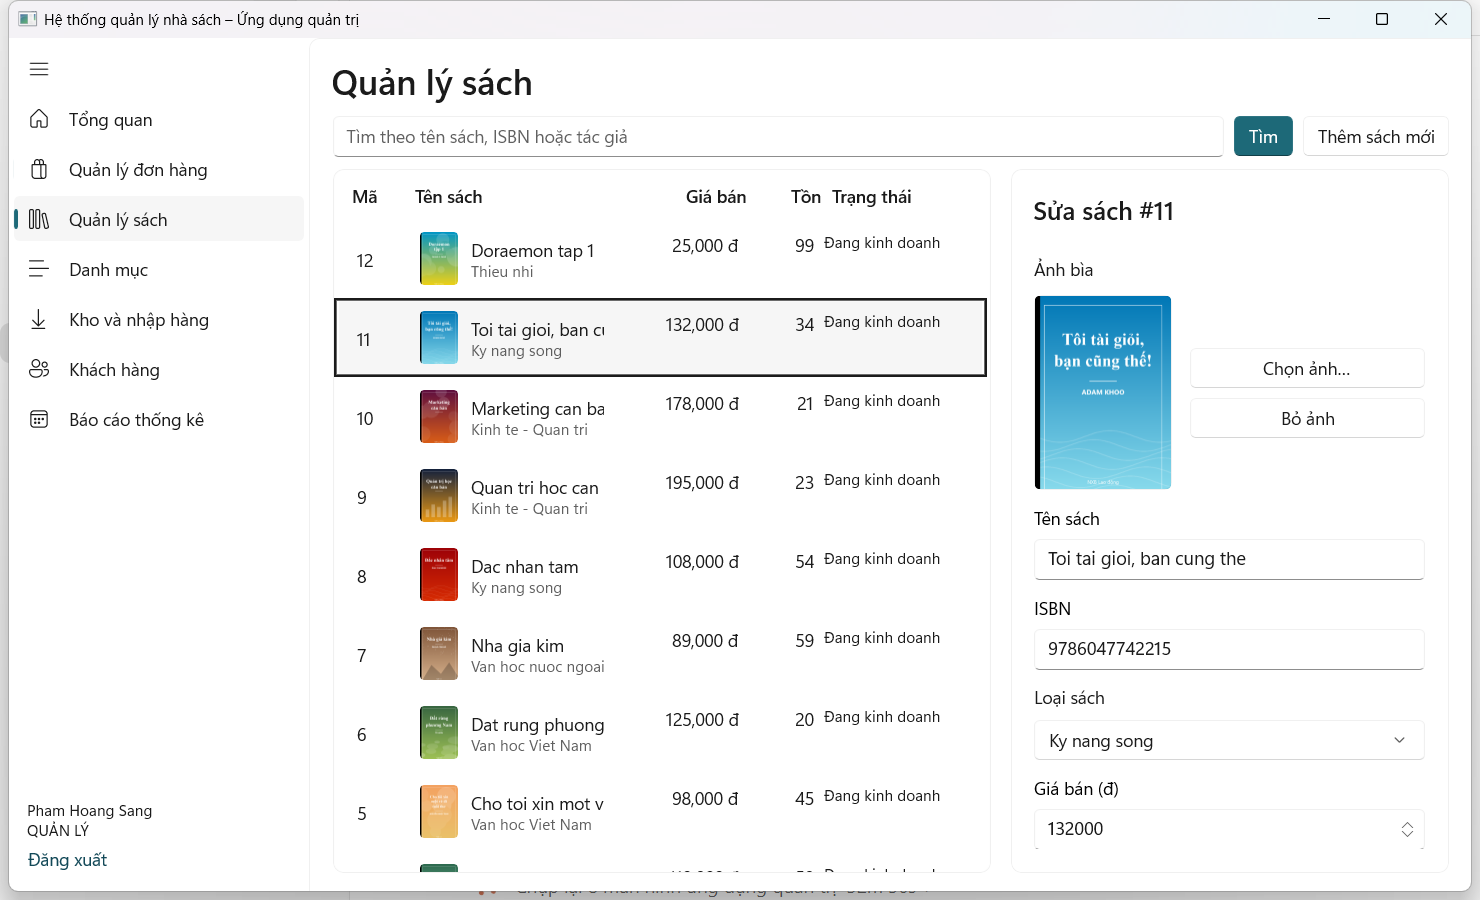 Hệ thống quản lý nhà sách – Ứng dụng quản trị
Tổng quan
Quản lý đơn hàng
Quản lý sách
Danh mục
Kho và nhập hàng
Khách hàng
Báo cáo thống kê
Pham Hoang Sang
QUẢN LÝ
Đăng xuất
Quản lý sách
Tìm theo tên sách, ISBN hoặc tác giả
Tìm
Thêm sách mới
Mã Tên sách Giá bán Tồn Trạng thái
12 Doraemon tap 1 25,000 đ 99 Đang kinh doanh
Thieu nhi
11 Toi tai gioi, ban cu 132,000 đ 34 Đang kinh doanh
Ky nang song
10 Marketing can ba 178,000 đ 21 Đang kinh doanh
Kinh te - Quan tri
9 Quan tri hoc can 195,000 đ 23 Đang kinh doanh
Kinh te - Quan tri
8 Dac nhan tam 108,000 đ 54 Đang kinh doanh
Ky nang song
7 Nha gia kim 89,000 đ 59 Đang kinh doanh
Van hoc nuoc ngoai
6 Dat rung phuong 125,000 đ 20 Đang kinh doanh
Van hoc Viet Nam
5 Cho toi xin mot v 98,000 đ 45 Đang kinh doanh
Van hoc Viet Nam
Sửa sách #11
Ảnh bìa
Tôi tài giỏi,
bạn cũng thế!
ADAM KHOO
Chọn ảnh...
Bỏ ảnh
Tên sách
Toi tai gioi, ban cung the
ISBN
9786047742215
Loại sách
Ky nang song
Giá bán (đ)
132000